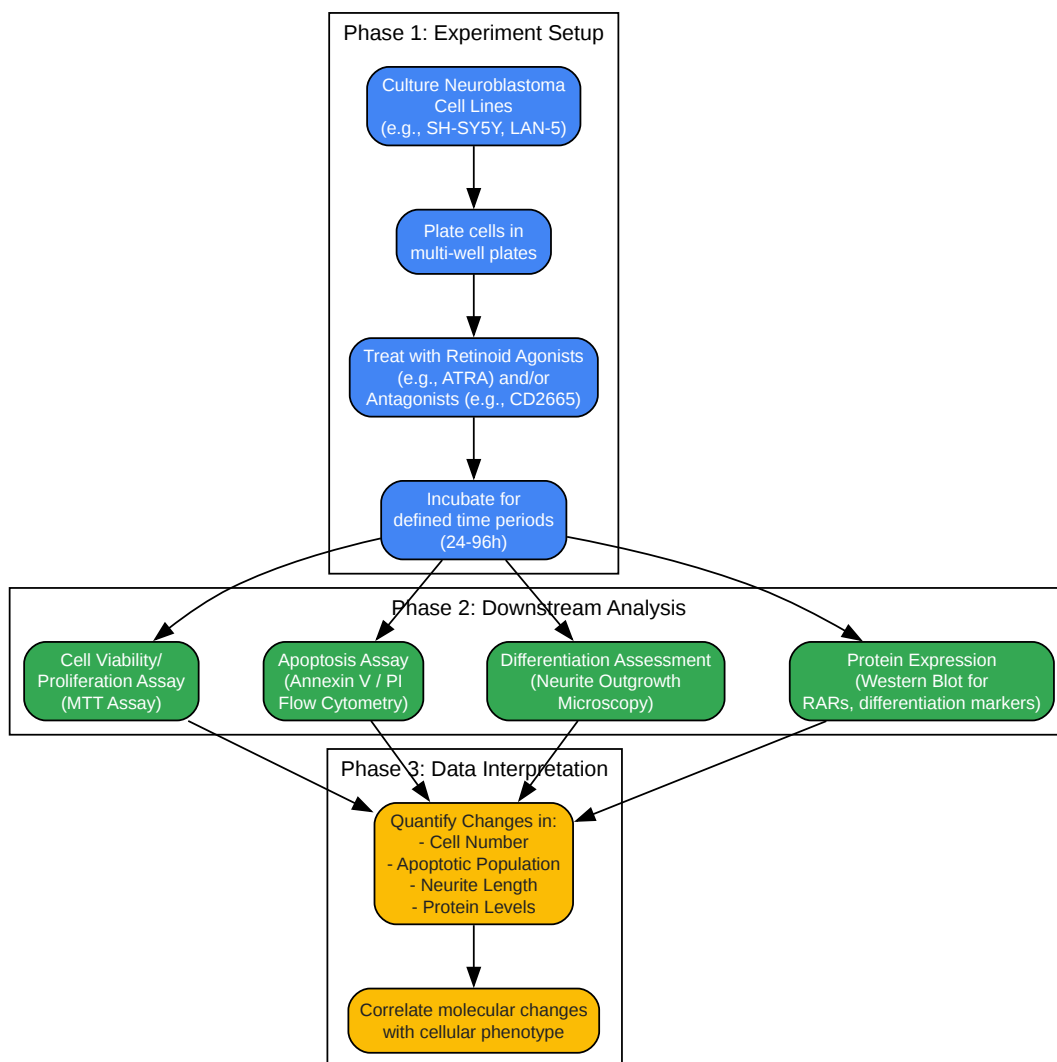 Phase 1: Experiment Setup
Culture Neuroblastoma
Cell Lines
(e.g., SH-SY5Y, LAN-5)
Plate cells in
multi-well plates
Treat with Retinoid Agonists
(e.g., ATRA) and/or
Antagonists (e.g., CD2665)
Incubate for
defined time periods
(24-96h)
Phase 2: Downstream Analysis
Cell Viability/
Proliferation Assay
(MTT Assay)
Apoptosis Assay
(Annexin V / PI
Flow Cytometry)
Differentiation Assessment
(Neurite Outgrowth
Microscopy)
Protein Expression
(Western Blot for
RARs, differentiation markers)
Phase 3: Data Interpretation
Quantify Changes in:
- Cell Number
- Apoptotic Population
- Neurite Length
- Protein Levels
Correlate molecular changes
with cellular phenotype